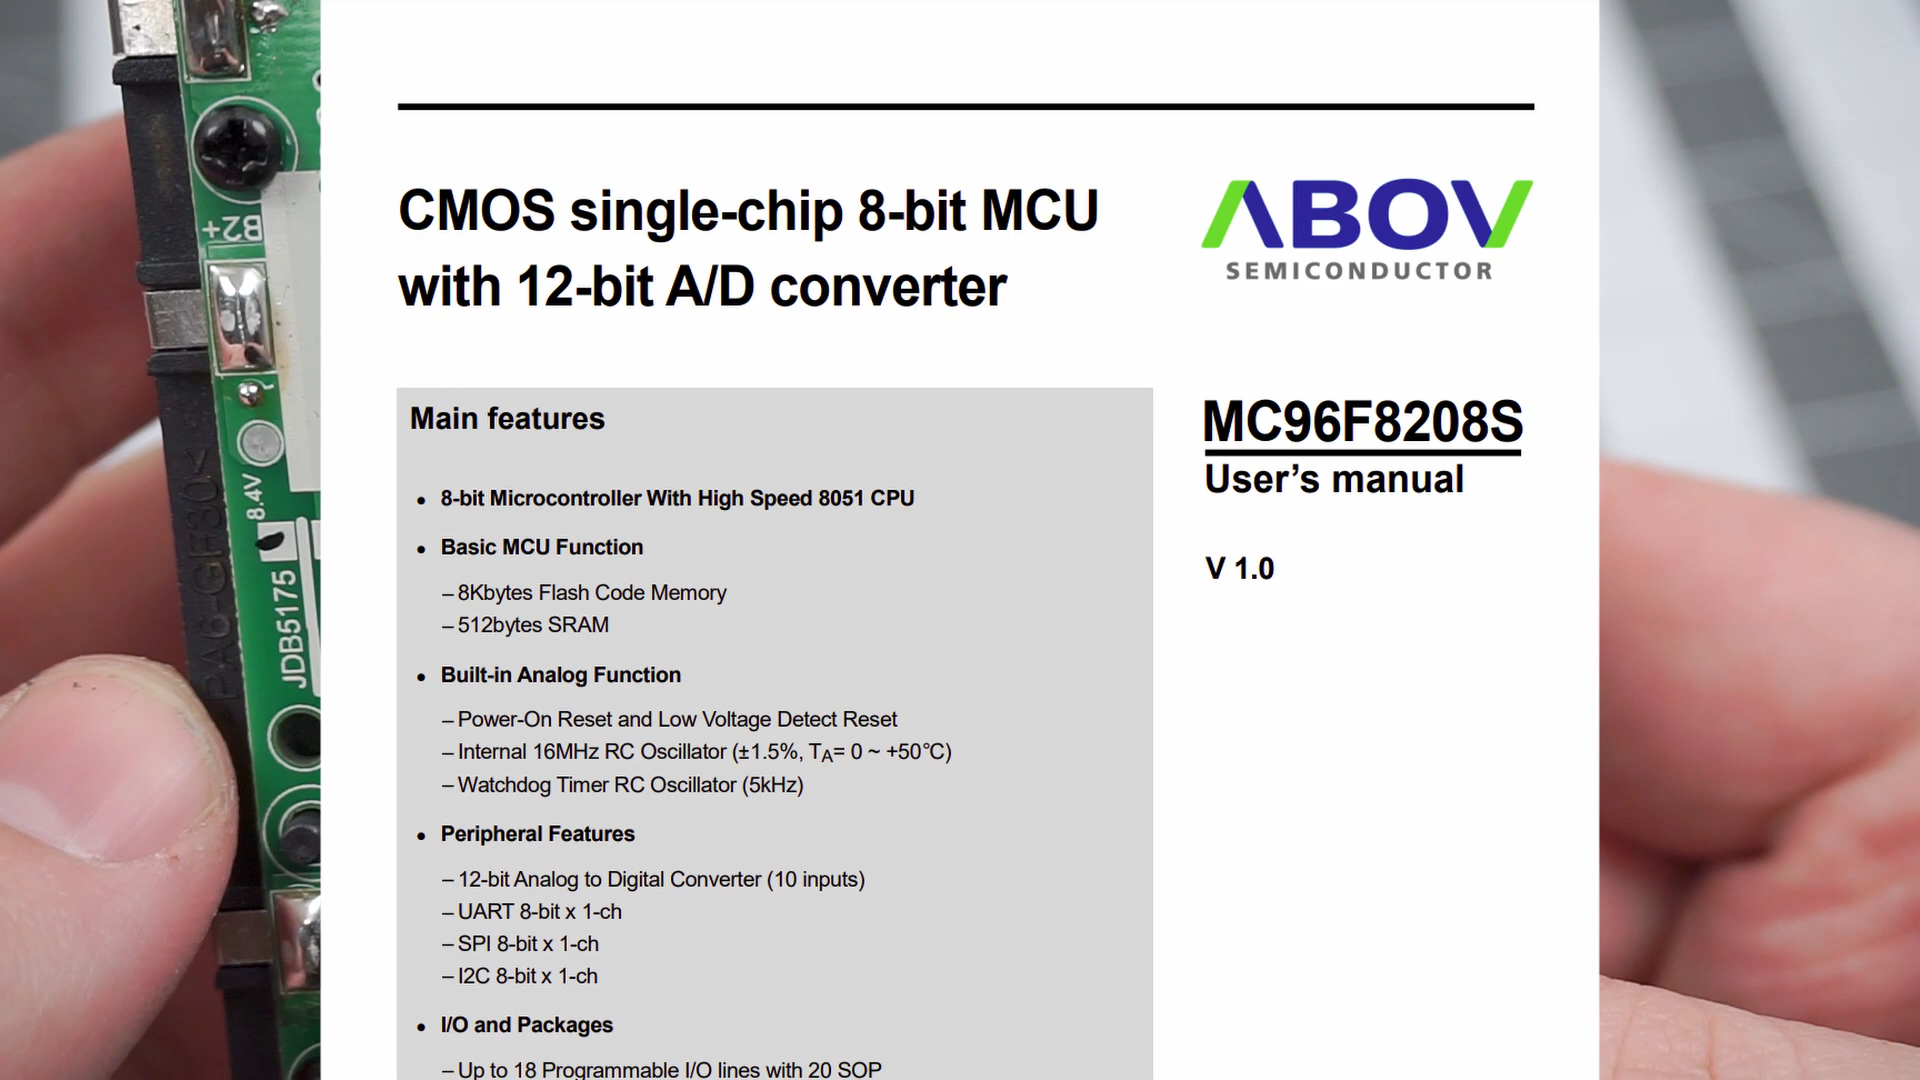 CMOS single-chip 8-bit MCU
with 12-bit A/D converter
ABOV
SEMICONDUCTOR
Main features
• 8-bit Microcontroller With High Speed 8051 CPU
• Basic MCU Function
– 8Kbytes Flash Code Memory
– 512bytes SRAM
• Built-in Analog Function
– Power-On Reset and Low Voltage Detect Reset
– Internal 16MHz RC Oscillator (±1.5%, TA= 0 ~ +50℃)
– Watchdog Timer RC Oscillator (5kHz)
• Peripheral Features
– 12-bit Analog to Digital Converter (10 inputs)
– UART 8-bit x 1-ch
– SPI 8-bit x 1-ch
– I2C 8-bit x 1-ch
• I/O and Packages
– Up to 18 Programmable I/O lines with 20 SOP
MC96F8208S
User’s manual
V 1.0
B2+
8.4V
JDB5175
>PA6-GF30<